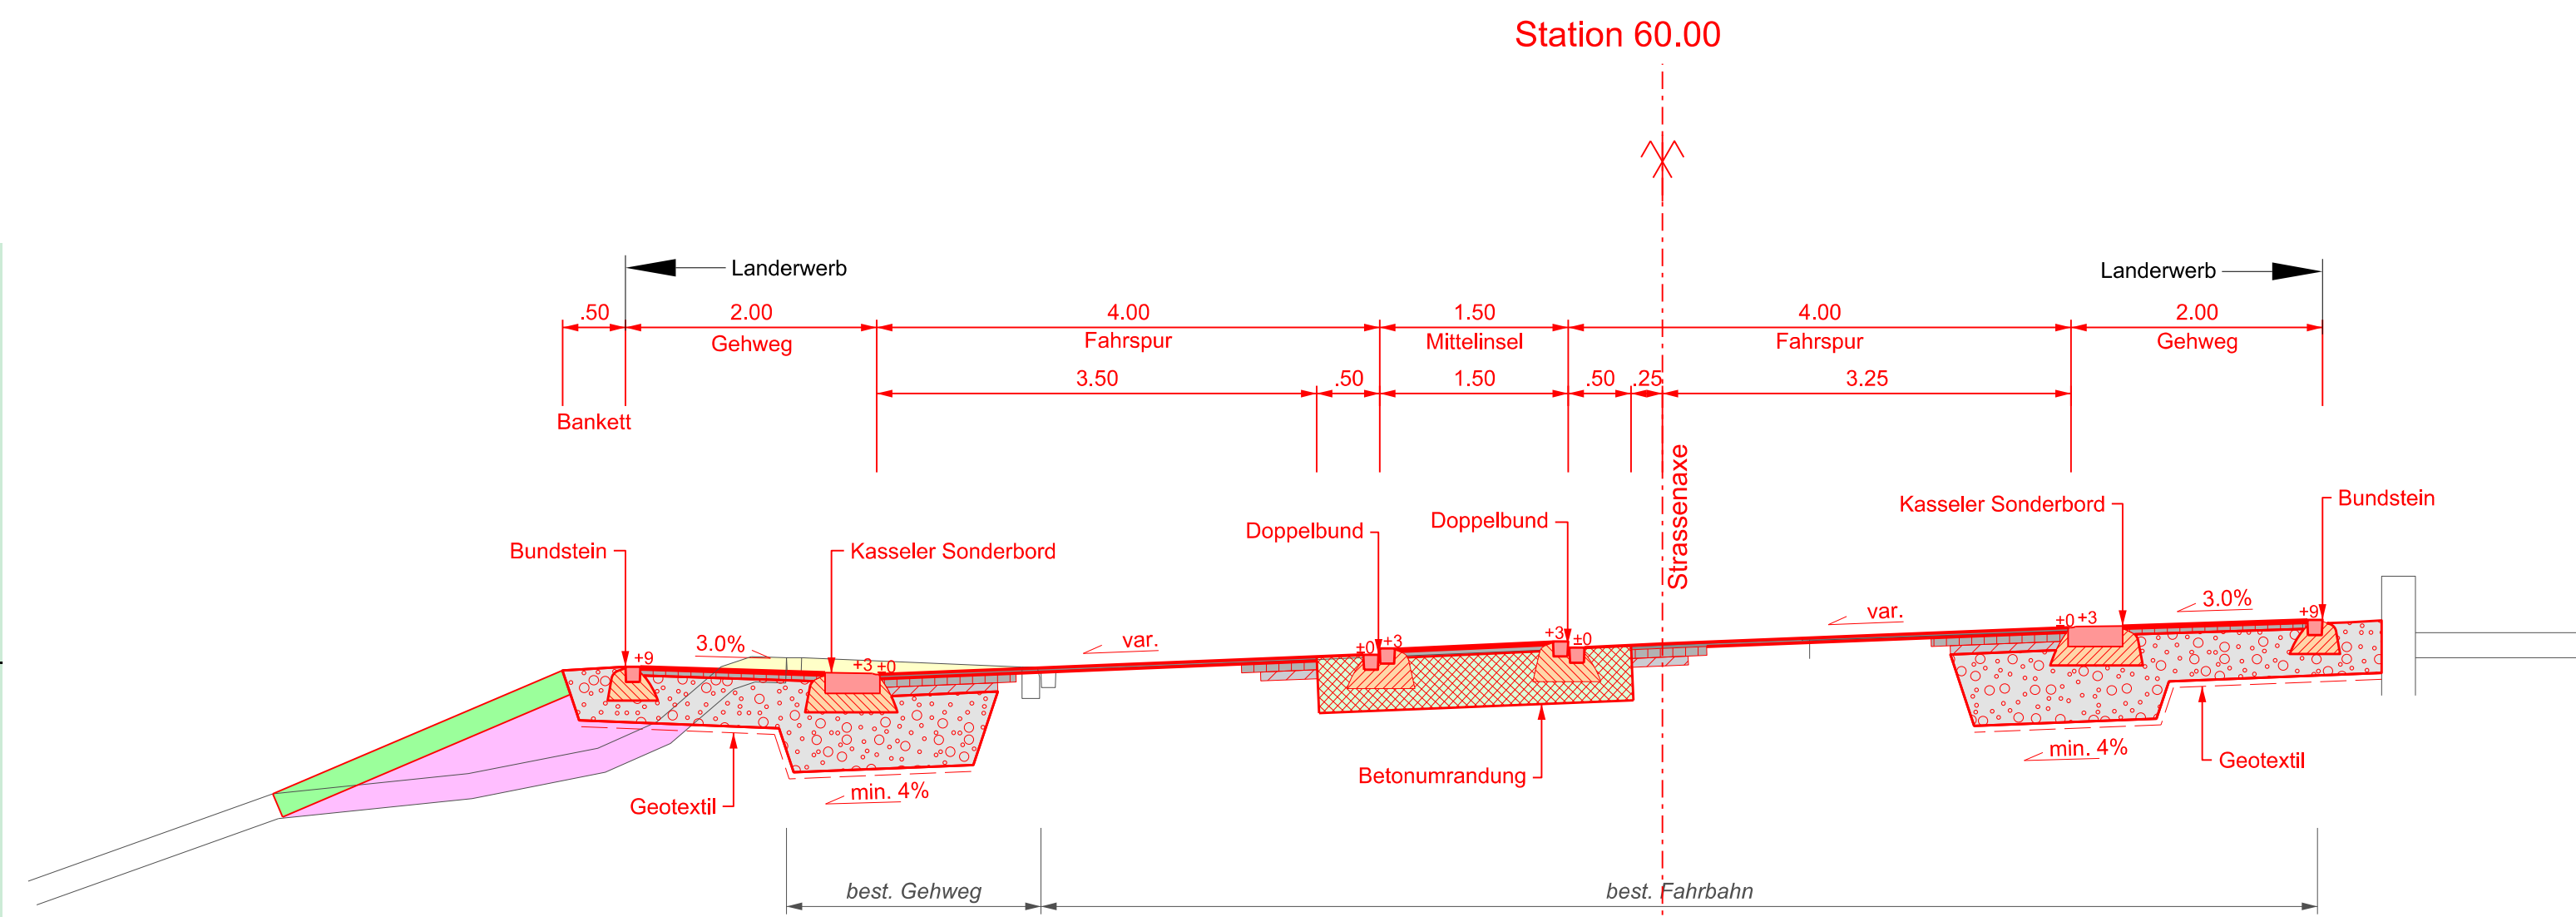 Station 60.00
Landerwerb
Landerwerb
.50
2.00
4.00
1.50
4.00
2.00
Gehweg
Fahrspur
Mittelinsel
Fahrspur
Gehweg
3.50
.50
1.50
.50
.25
3.25
Bankett
Strassenaxe
Bundstein
Kasseler Sonderbord
Doppelbund
Doppelbund
Kasseler Sonderbord
Bundstein
+9
3.0%
+3
±0
var.
±0
+3
+3
±0
var.
±0
+3
3.0%
+9
Geotextil
min. 4%
Betonumrandung
min. 4%
Geotextil
best. Gehweg
best. Fahrbahn